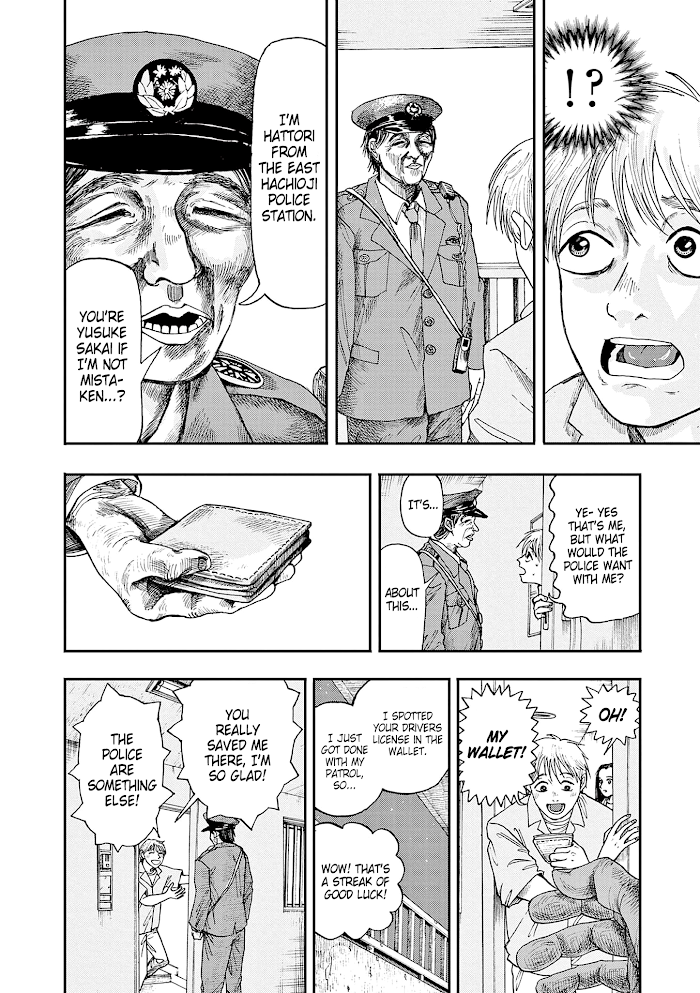 !?
I'M
HATTORI
FROM
THE EAST
HACHIOJI
POLICE
STATION.
YOU'RE
YUSUKE
SAKAI IF
I'M NOT
MISTA-
KEN...?
YE- YES
THAT'S ME,
BUT WHAT
WOULD THE
POLICE WANT
WITH ME?
IT'S...
ABOUT
THIS...
OH!
MY
WALLET!
I SPOTTED
YOUR DRIVERS
LICENSE IN THE
WALLET.
I JUST
GOT DONE
WITH MY
PATROL,
SO...
WOW! THAT'S
A STREAK OF
GOOD LUCK!
YOU
REALLY
SAVED ME
THERE, I'M
SO GLAD!
THE
POLICE
ARE
SOMETHING
ELSE!